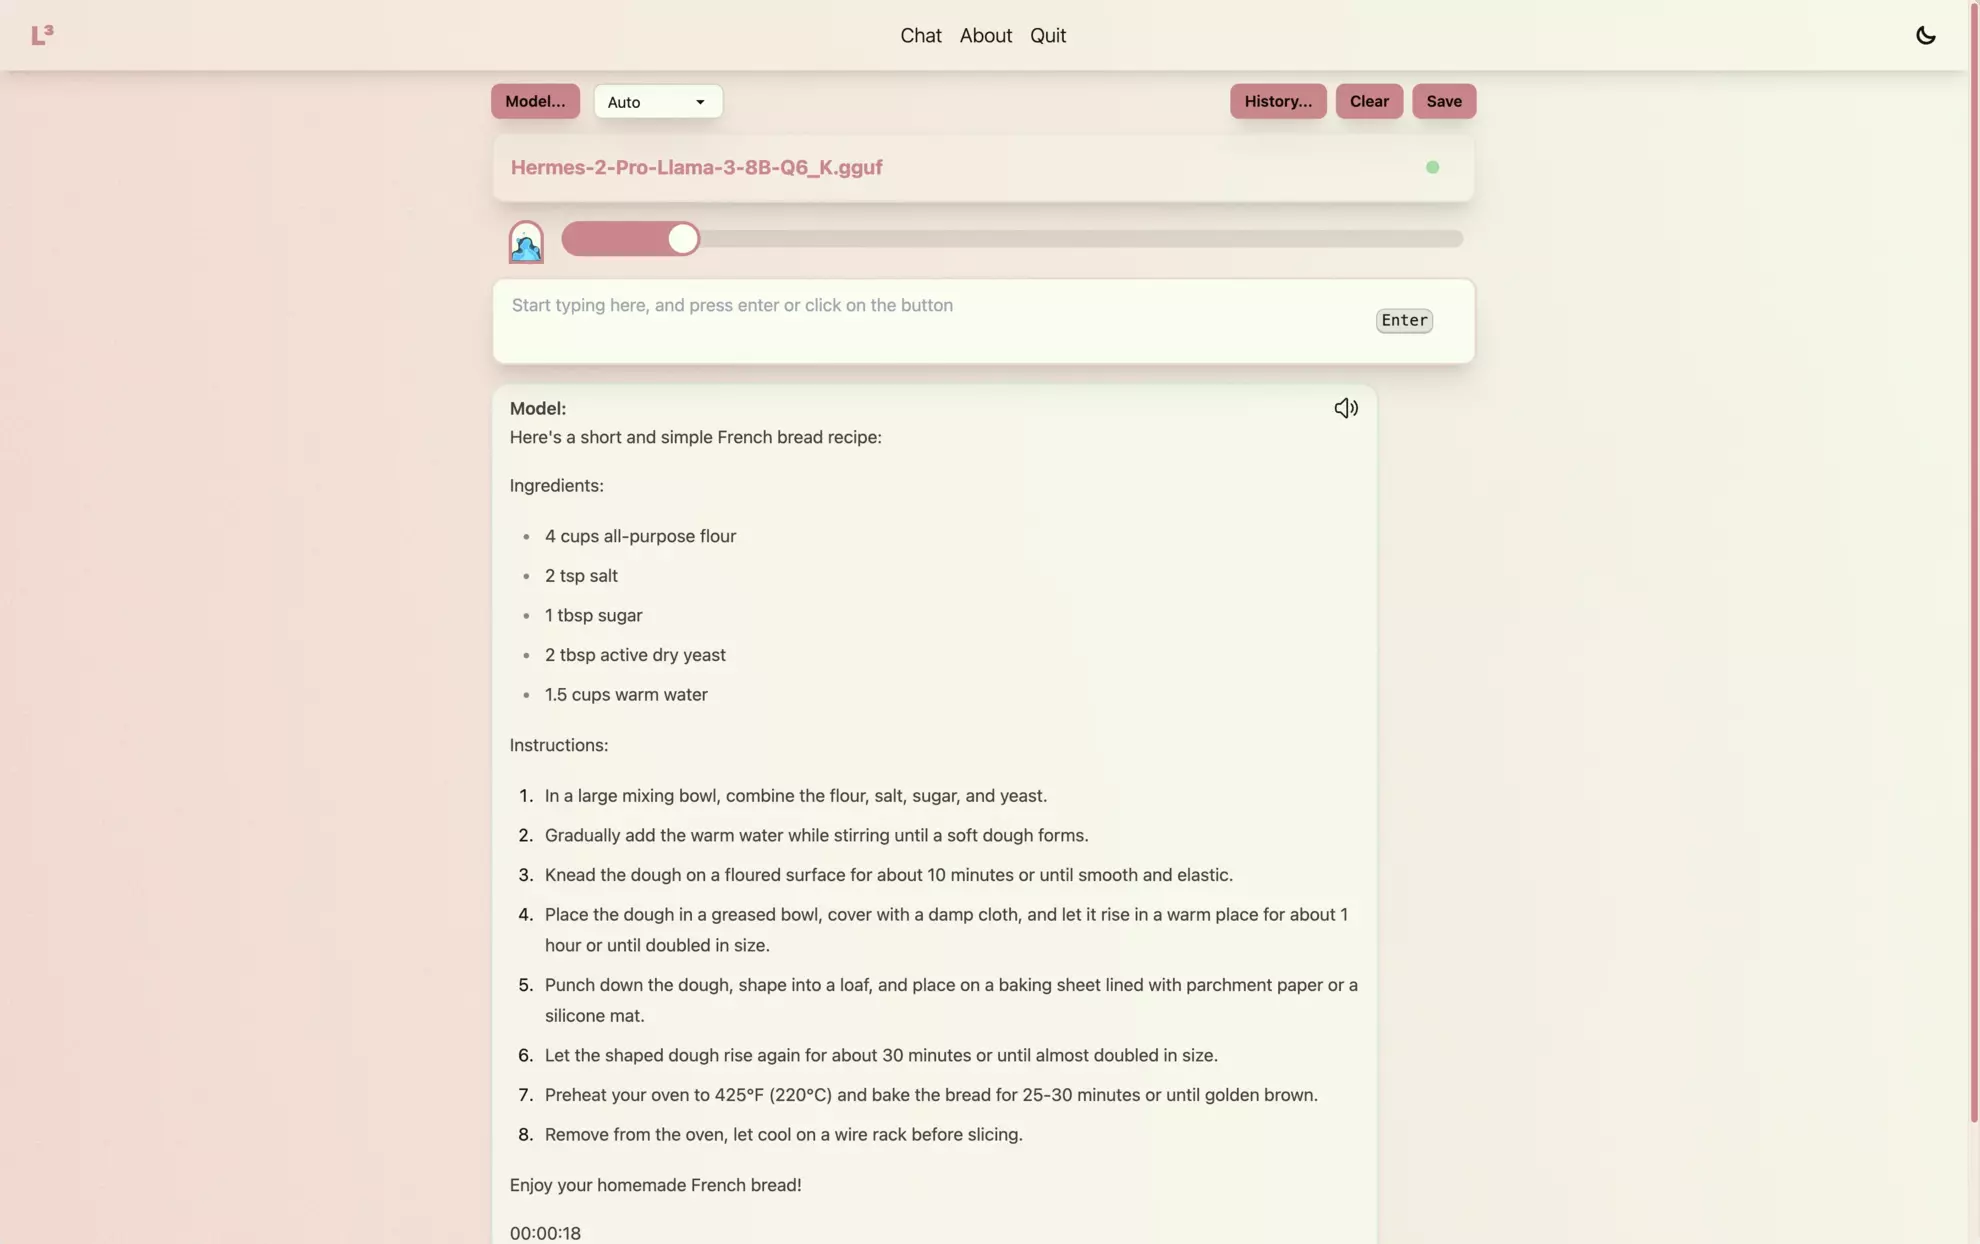 L³
Chat About Quit
Model... Auto History... Clear Save
Hermes-2-Pro-Llama-3-8B-Q6_K.gguf
Start typing here, and press enter or click on the button
Enter
Model:
Here's a short and simple French bread recipe:
Ingredients:
• 4 cups all-purpose flour
• 2 tsp salt
• 1 tbsp sugar
• 2 tbsp active dry yeast
• 1.5 cups warm water
Instructions:
1. In a large mixing bowl, combine the flour, salt, sugar, and yeast.
2. Gradually add the warm water while stirring until a soft dough forms.
3. Knead the dough on a floured surface for about 10 minutes or until smooth and elastic.
4. Place the dough in a greased bowl, cover with a damp cloth, and let it rise in a warm place for about 1
hour or until doubled in size.
5. Punch down the dough, shape into a loaf, and place on a baking sheet lined with parchment paper or a
silicone mat.
6. Let the shaped dough rise again for about 30 minutes or until almost doubled in size.
7. Preheat your oven to 425°F (220°C) and bake the bread for 25-30 minutes or until golden brown.
8. Remove from the oven, let cool on a wire rack before slicing.
Enjoy your homemade French bread!
00:00:18